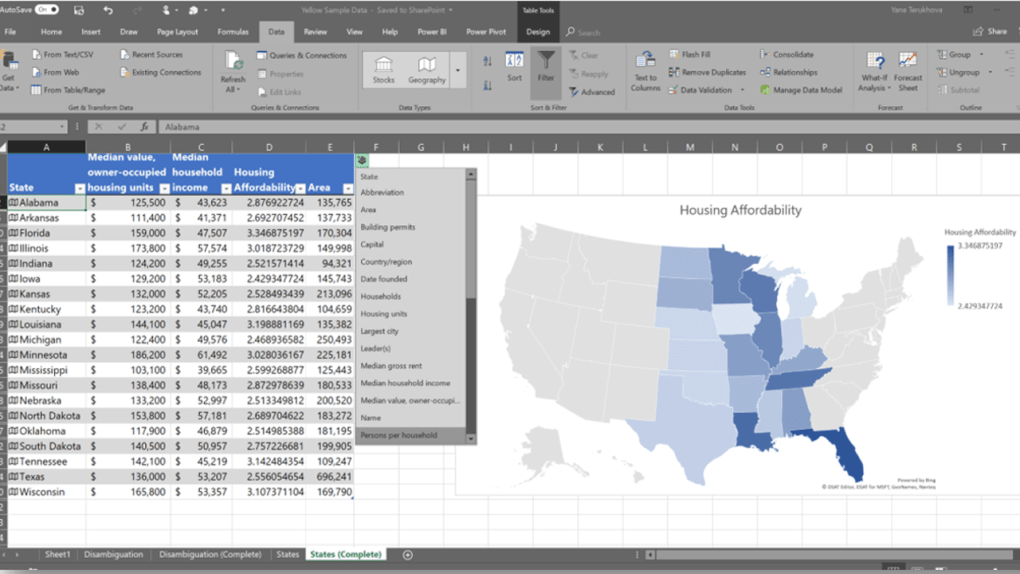 AutoSave On Yellow Sample Data - Saved to SharePoint Table Tools Yana Terukhova
File Home Insert Draw Page Layout Formulas Data Review View Help Power BI Power Pivot Design Search Share
Get Data
From Text/CSV
From Web
From Table/Range
Recent Sources
Existing Connections
Get & Transform Data
Refresh All
Queries & Connections
Properties
Edit Links
Queries & Connections
Stocks
Geography
Data Types
Sort
Filter
Clear
Reapply
Advanced
Sort & Filter
Text to Columns
Flash Fill
Remove Duplicates
Data Validation
Consolidate
Relationships
Manage Data Model
Data Tools
What-If Analysis
Forecast Sheet
Forecast
Group
Ungroup
Subtotal
Outline
fx Alabama
A B C D E F G H I J K L M N O P Q R S T
State Median value, owner-occupied housing units Median household income Housing Affordability Area
Alabama $ 125,500 $ 43,623 2.876922724 135,765
Arkansas $ 111,400 $ 41,371 2.692707452 137,733
Florida $ 159,000 $ 47,507 3.346875197 170,304
Illinois $ 173,800 $ 57,574 3.018723729 149,998
Indiana $ 124,200 $ 49,255 2.521571414 94,321
Iowa $ 129,200 $ 53,183 2.429347724 145,743
Kansas $ 132,000 $ 52,205 2.528493439 213,096
Kentucky $ 123,200 $ 43,740 2.816643804 104,659
Louisiana $ 144,100 $ 45,047 3.198881169 135,382
Michigan $ 122,400 $ 49,576 2.468936582 250,493
Minnesota $ 186,200 $ 61,492 3.028036167 225,181
Mississippi $ 103,100 $ 39,665 2.599268877 125,443
Missouri $ 138,400 $ 48,173 2.872978639 180,533
Nebraska $ 133,200 $ 52,997 2.513349812 200,520
North Dakota $ 153,800 $ 57,181 2.689704622 183,272
Oklahoma $ 117,900 $ 46,879 2.514985388 181,195
South Dakota $ 140,500 $ 50,957 2.757226681 199,905
Tennessee $ 142,100 $ 45,219 3.142484354 109,247
Texas $ 136,000 $ 53,207 2.556054654 696,241
Wisconsin $ 165,800 $ 53,357 3.107371104 169,790
State
Abbreviation
Area
Building permits
Capital
Country/region
Date founded
Households
Housing units
Largest city
Leader(s)
Median gross rent
Median household income
Median value, owner-occupi...
Name
Persons per household
Housing Affordability
Housing Affordability
3.346875197
2.429347724
Powered by Bing
© DSAT Editor, DSAT for MSFT, GeoNames, Navteq
Sheet1 Disambiguation Disambiguation (Complete) States States (Complete)